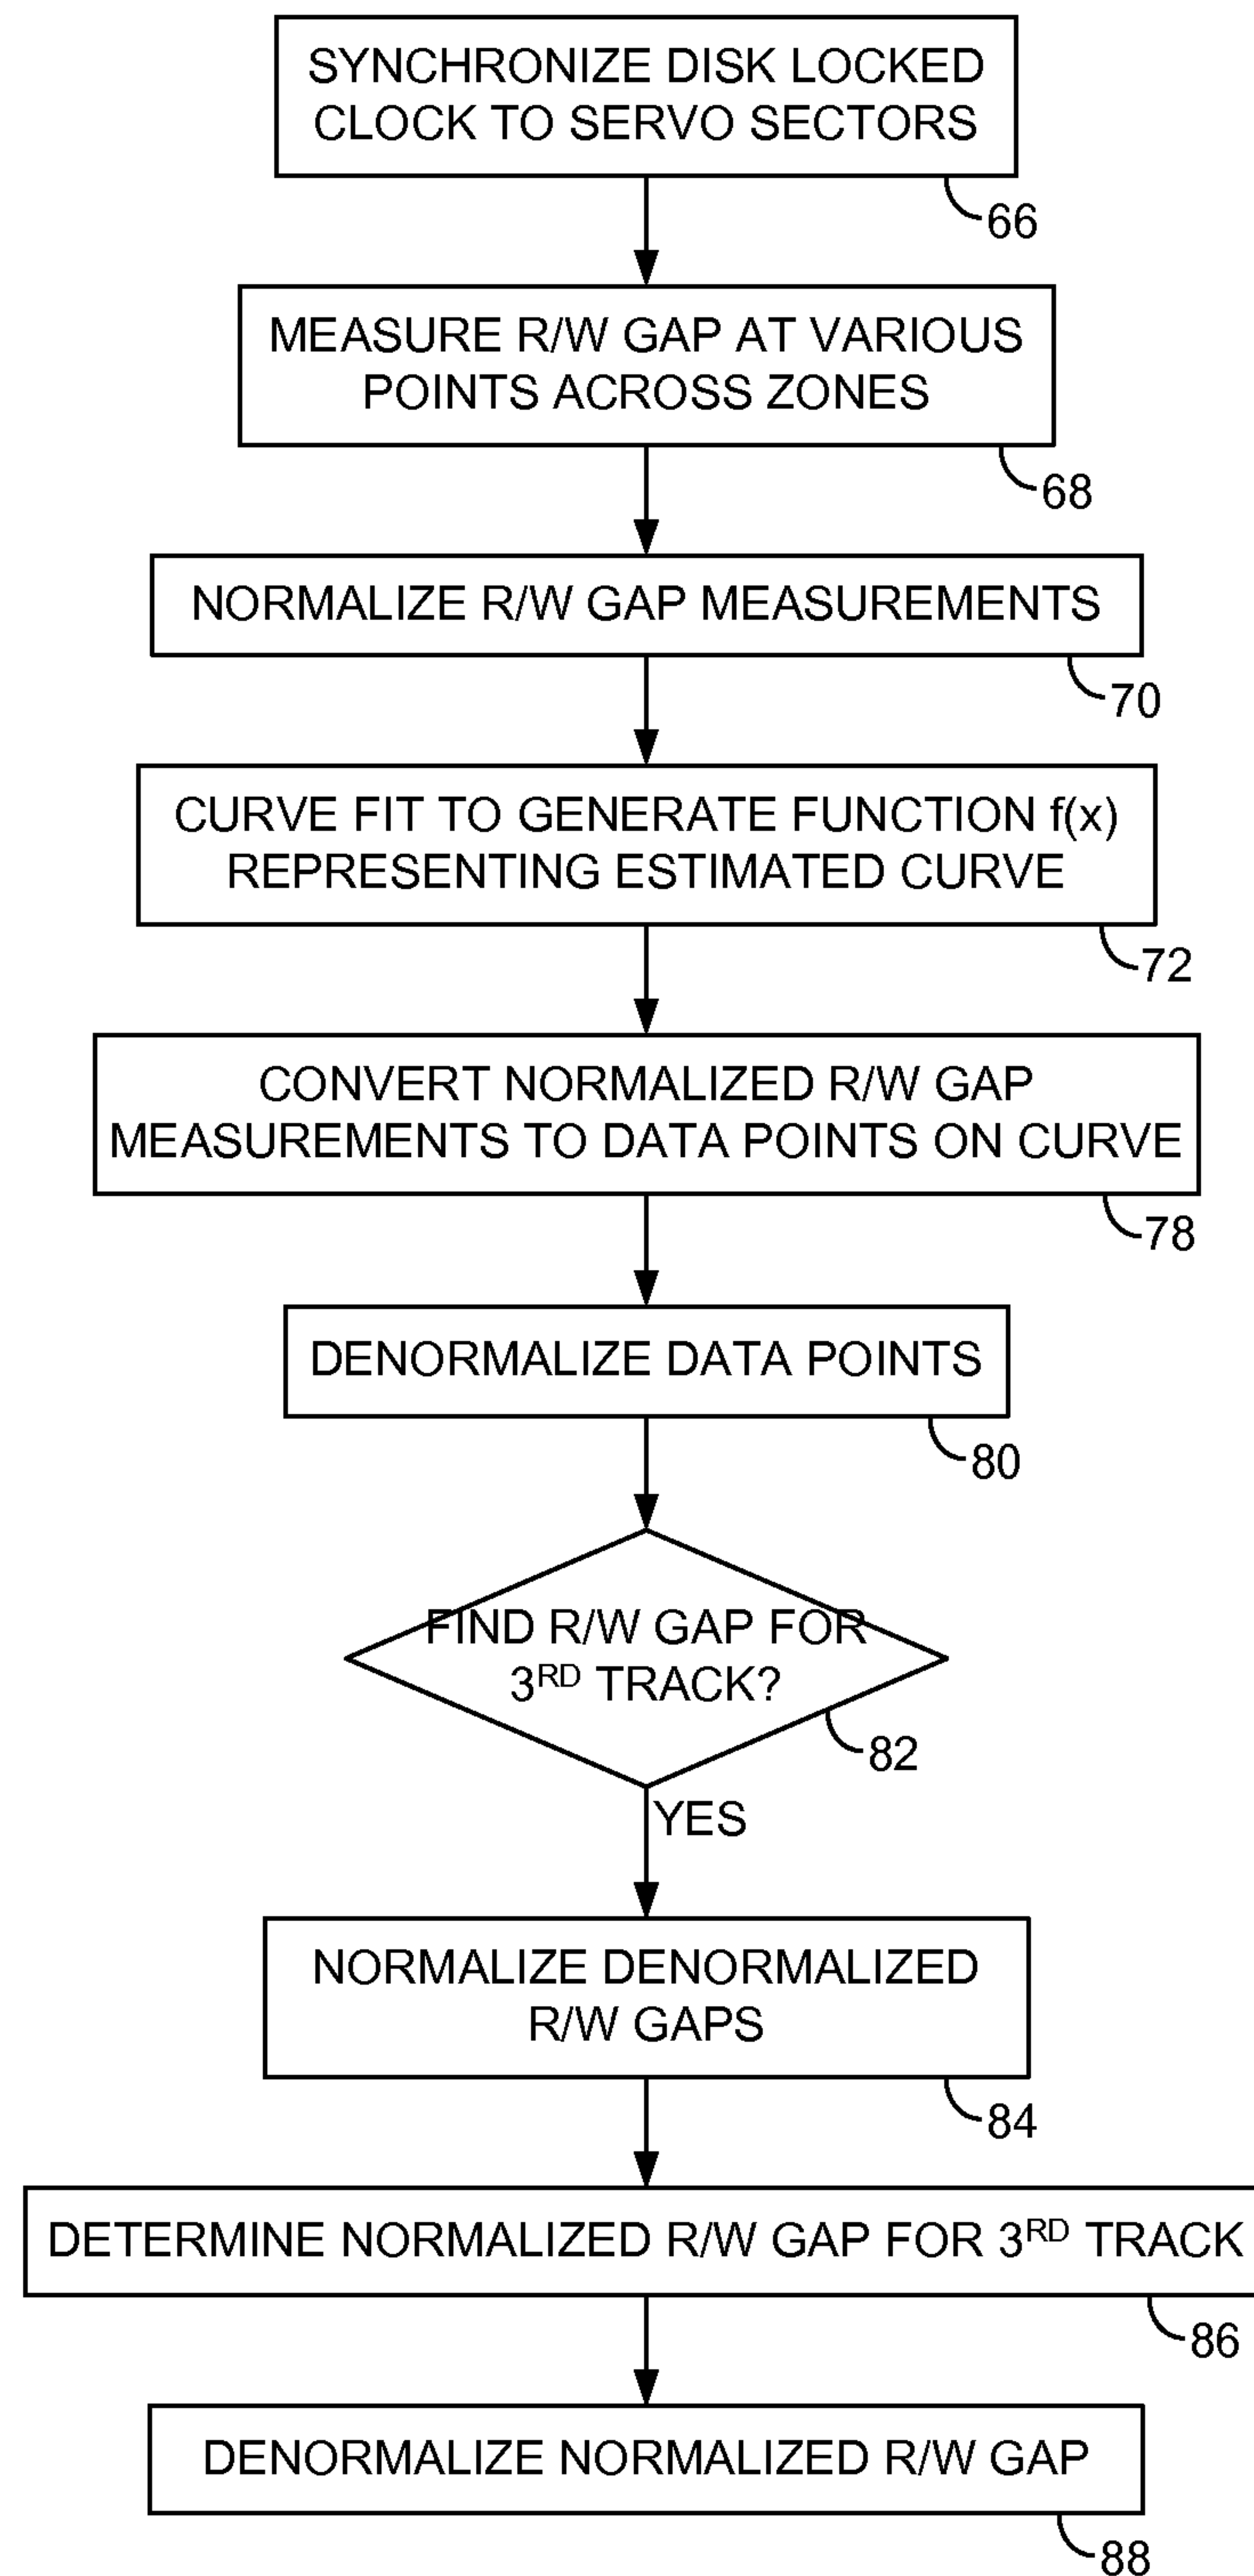 SYNCHRONIZE DISK LOCKED
CLOCK TO SERVO SECTORS
66
MEASURE R/W GAP AT VARIOUS
POINTS ACROSS ZONES
68
NORMALIZE R/W GAP MEASUREMENTS
70
CURVE FIT TO GENERATE FUNCTION f(x)
REPRESENTING ESTIMATED CURVE
72
CONVERT NORMALIZED R/W GAP
MEASUREMENTS TO DATA POINTS ON CURVE
78
DENORMALIZE DATA POINTS
80
FIND R/W GAP FOR
3RD TRACK?
82
YES
NORMALIZE DENORMALIZED
R/W GAPS
84
DETERMINE NORMALIZED R/W GAP FOR 3RD TRACK
86
DENORMALIZE NORMALIZED R/W GAP
88